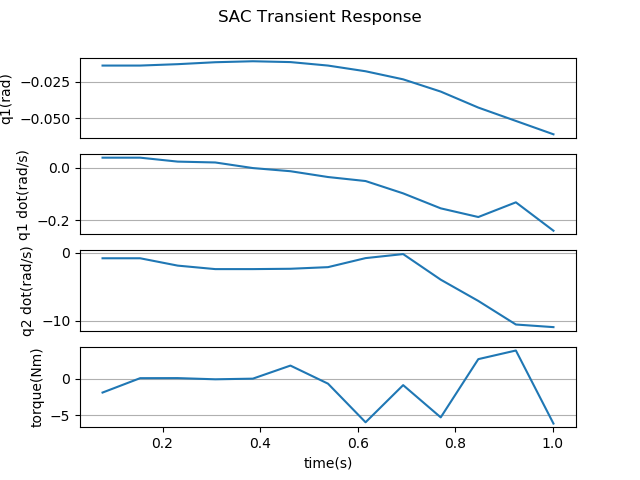 SAC Transient Response
q1(rad)
−0.025
−0.050
q1 dot(rad/s)
0.0
−0.2
q2 dot(rad/s)
0
−10
torque(Nm)
0
−5
0.2 0.4 0.6 0.8 1.0
time(s)